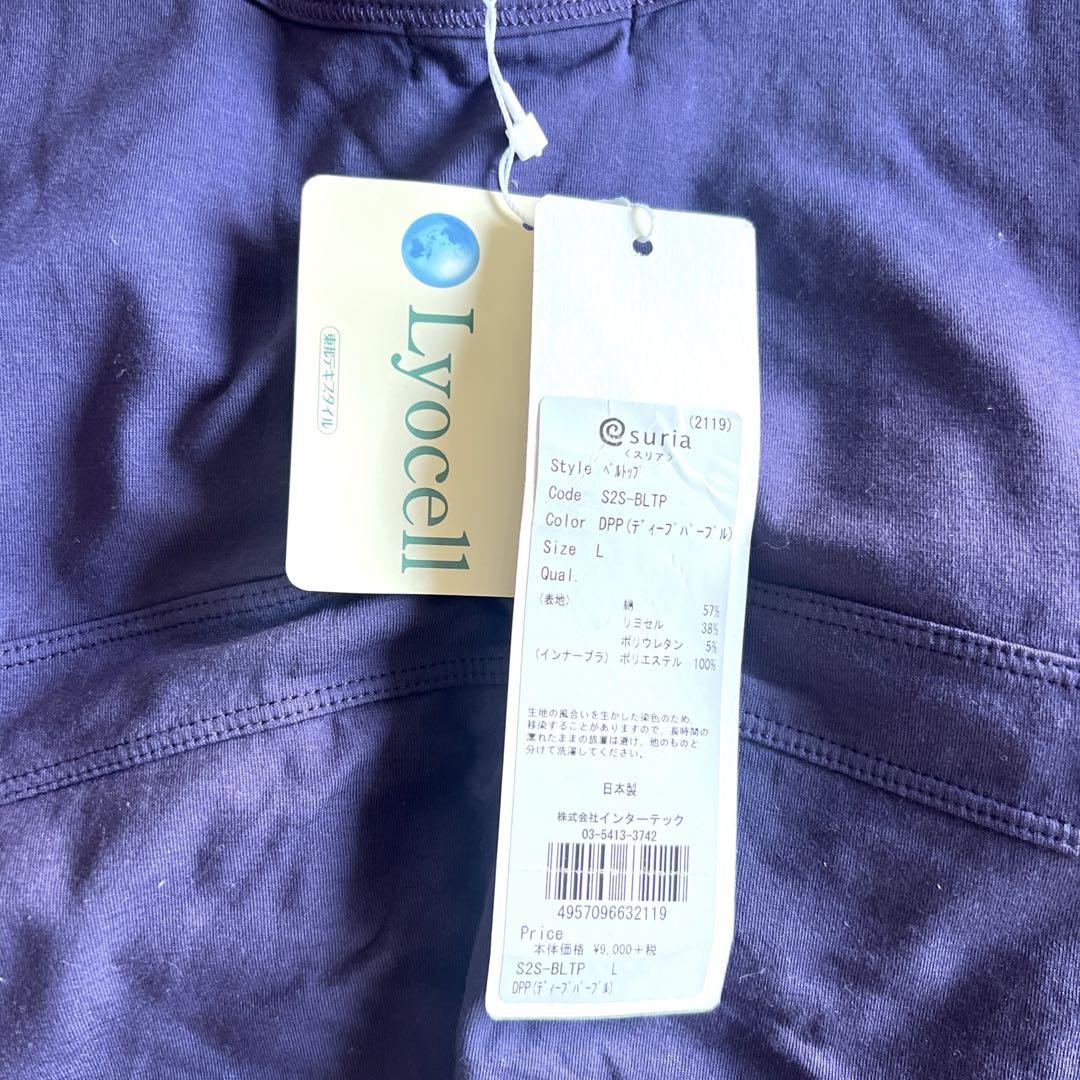 Lyocell
東邦テキスタイル
(2119)
suria
<スリア>
Style ﾍﾞﾙﾄｯﾌﾟ
Code S2S-BLTP
Color DPP(ﾃﾞｨｰﾌﾟﾊﾟｰﾌﾟﾙ)
Size L
Qual.
(表地) 綿 57%
リヨセル 38%
ポリウレタン 5%
(インナーブラ) ポリエステル 100%
生地の風合いを生かした染色のため、
移染することがありますので、長時間の
濡れたままの放置は避け、他のものと
分けて洗濯してください。
日本製
株式会社インターテック
03-5413-3742
4957096632119
Price
本体価格 ¥9,000+税
S2S-BLTP L
DPP(ﾃﾞｨｰﾌﾟﾊﾟｰﾌﾟﾙ)